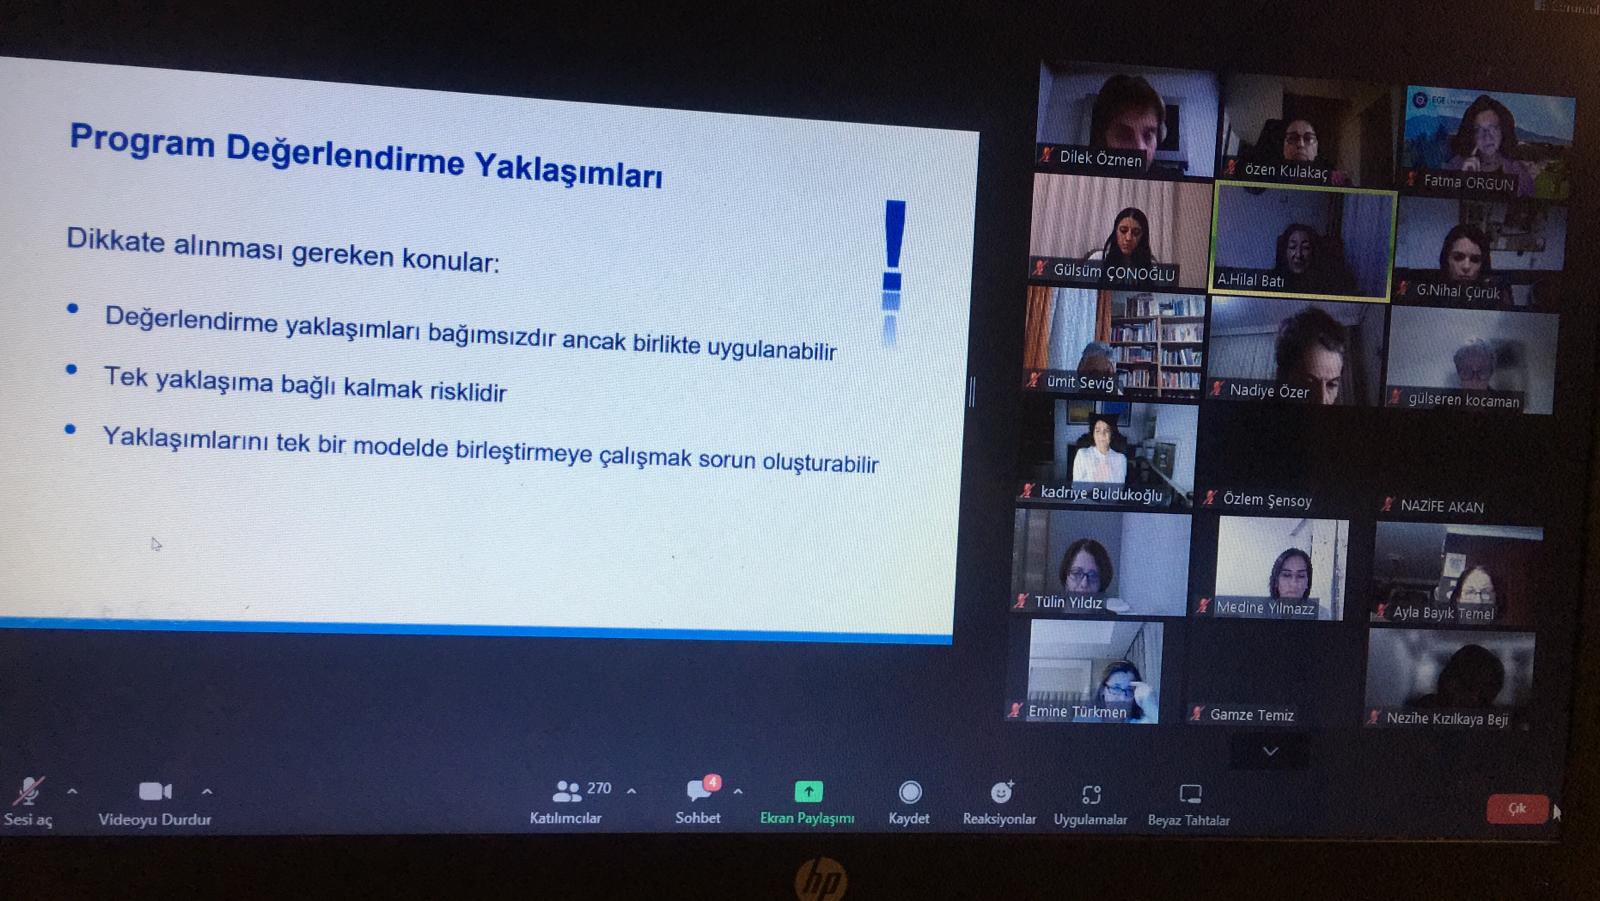 Program Değerlendirme Yaklaşımları
Dikkate alınması gereken konular:
Değerlendirme yaklaşımları bağımsızdır ancak birlikte uygulanabilir
Tek yaklaşıma bağlı kalmak risklidir
Yaklaşımlarını tek bir modelde birleştirmeye çalışmak sorun oluşturabilir
!
Dilek Özmen
özen Kulakaç
EGE
Fatma ORGUN
Gülsüm ÇONOĞLU
A.Hilal Batı
G.Nihal Çürük
ümit Seviğ
Nadiye Özer
gülseren kocaman
kadriye Buldukoğlu
Özlem Şensoy
NAZİFE AKAN
Tülin Yıldız
Medine Yılmazz
Ayla Bayık Temel
Emine Türkmen
Gamze Temiz
Nezihe Kızılkaya Beji
Sesi aç
Videoyu Durdur
270
Katılımcılar
4
Sohbet
Ekran Paylaşımı
Kaydet
Reaksiyonlar
Uygulamalar
Beyaz Tahtalar
Çık
hp